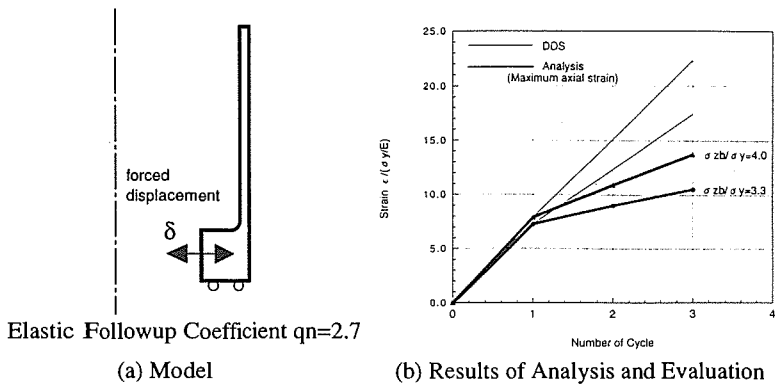 forced
displacement
δ
Elastic Followup Coefficient qn=2.7
(a) Model
25.0
20.0
15.0
10.0
5.0
0.0
Strain ε/(σy/E)
DDS
Analysis
(Maximum axial strain)
σzb/σy=4.0
σzb/σy=3.3
0
1
2
3
4
Number of Cycle
(b) Results of Analysis and Evaluation